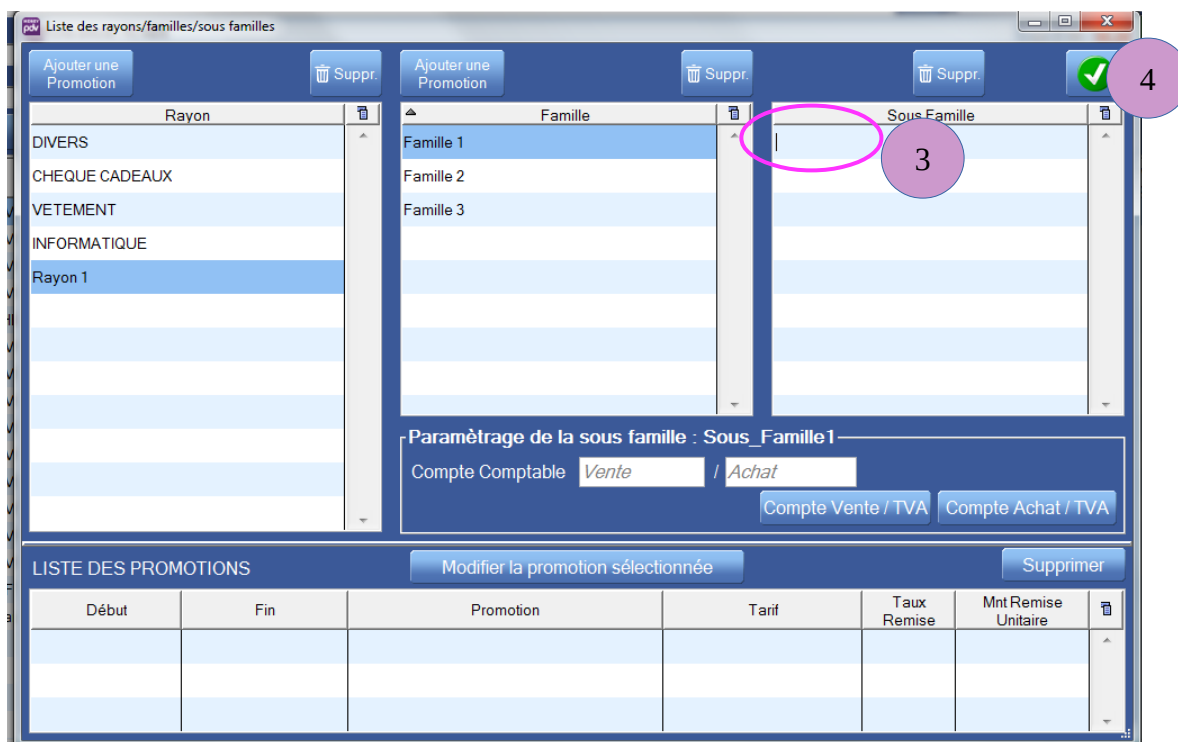 pdv Liste des rayons/familles/sous familles
Ajouter une
Promotion
Suppr.
Ajouter une
Promotion
Suppr.
Suppr.
4
Rayon
Famille
Sous Famille
DIVERS
Famille 1
3
CHEQUE CADEAUX
Famille 2
VETEMENT
Famille 3
INFORMATIQUE
Rayon 1
Paramètrage de la sous famille : Sous_Famille1
Compte Comptable Vente / Achat
Compte Vente / TVA Compte Achat / TVA
LISTE DES PROMOTIONS
Modifier la promotion sélectionnée
Supprimer
Début
Fin
Promotion
Tarif
Taux
Remise
Mnt Remise
Unitaire